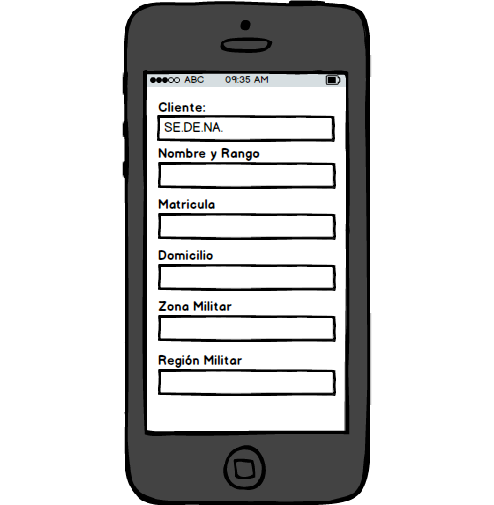 ABC 09:35 AM
Cliente:
SE.DE.NA.
Nombre y Rango
Matricula
Domicilio
Zona Militar
Región Militar